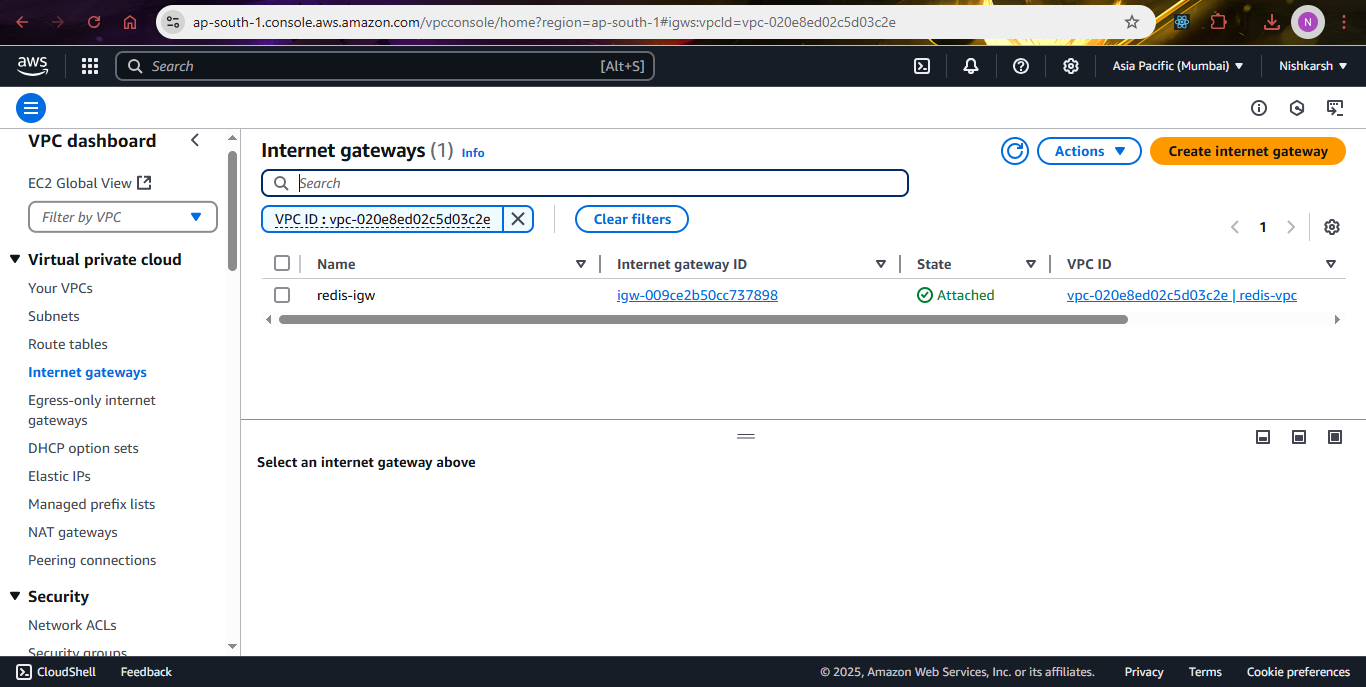 ap-south-1.console.aws.amazon.com/vpcconsole/home?region=ap-south-1#igws:vpcId=vpc-020e8ed02c5d03c2e
N
aws
Search
[Alt+S]
Asia Pacific (Mumbai)
Nishkarsh
VPC dashboard
EC2 Global View
Filter by VPC
Virtual private cloud
Your VPCs
Subnets
Route tables
Internet gateways
Egress-only internet
gateways
DHCP option sets
Elastic IPs
Managed prefix lists
NAT gateways
Peering connections
Security
Network ACLs
Security groups
Internet gateways (1) Info
Actions
Create internet gateway
Search
VPC ID : vpc-020e8ed02c5d03c2e
Clear filters
1
Name Internet gateway ID State VPC ID
redis-igw igw-009ce2b50cc737898 Attached vpc-020e8ed02c5d03c2e | redis-vpc
Select an internet gateway above
CloudShell Feedback © 2025, Amazon Web Services, Inc. or its affiliates. Privacy Terms Cookie preferences